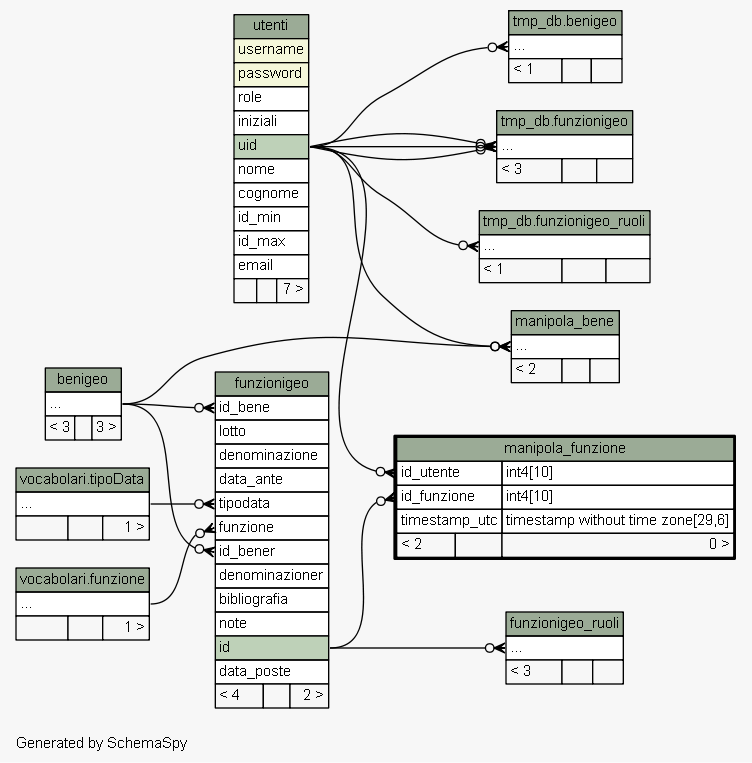 utenti
username
password
role
iniziali
uid
nome
cognome
id_min
id_max
email
7 >
tmp_db.benigeo
...
< 1
tmp_db.funzionigeo
...
< 3
tmp_db.funzionigeo_ruoli
...
< 1
manipola_bene
...
< 2
benigeo
...
< 3 3 >
vocabolari.tipoData
...
1 >
vocabolari.funzione
...
1 >
funzionigeo
id_bene
lotto
denominazione
data_ante
tipodata
funzione
id_bener
denominazioner
bibliografia
note
id
data_poste
< 4 2 >
manipola_funzione
id_utente int4[10]
id_funzione int4[10]
timestamp_utc timestamp without time zone[29,6]
< 2 0 >
funzionigeo_ruoli
...
< 3
Generated by SchemaSpy